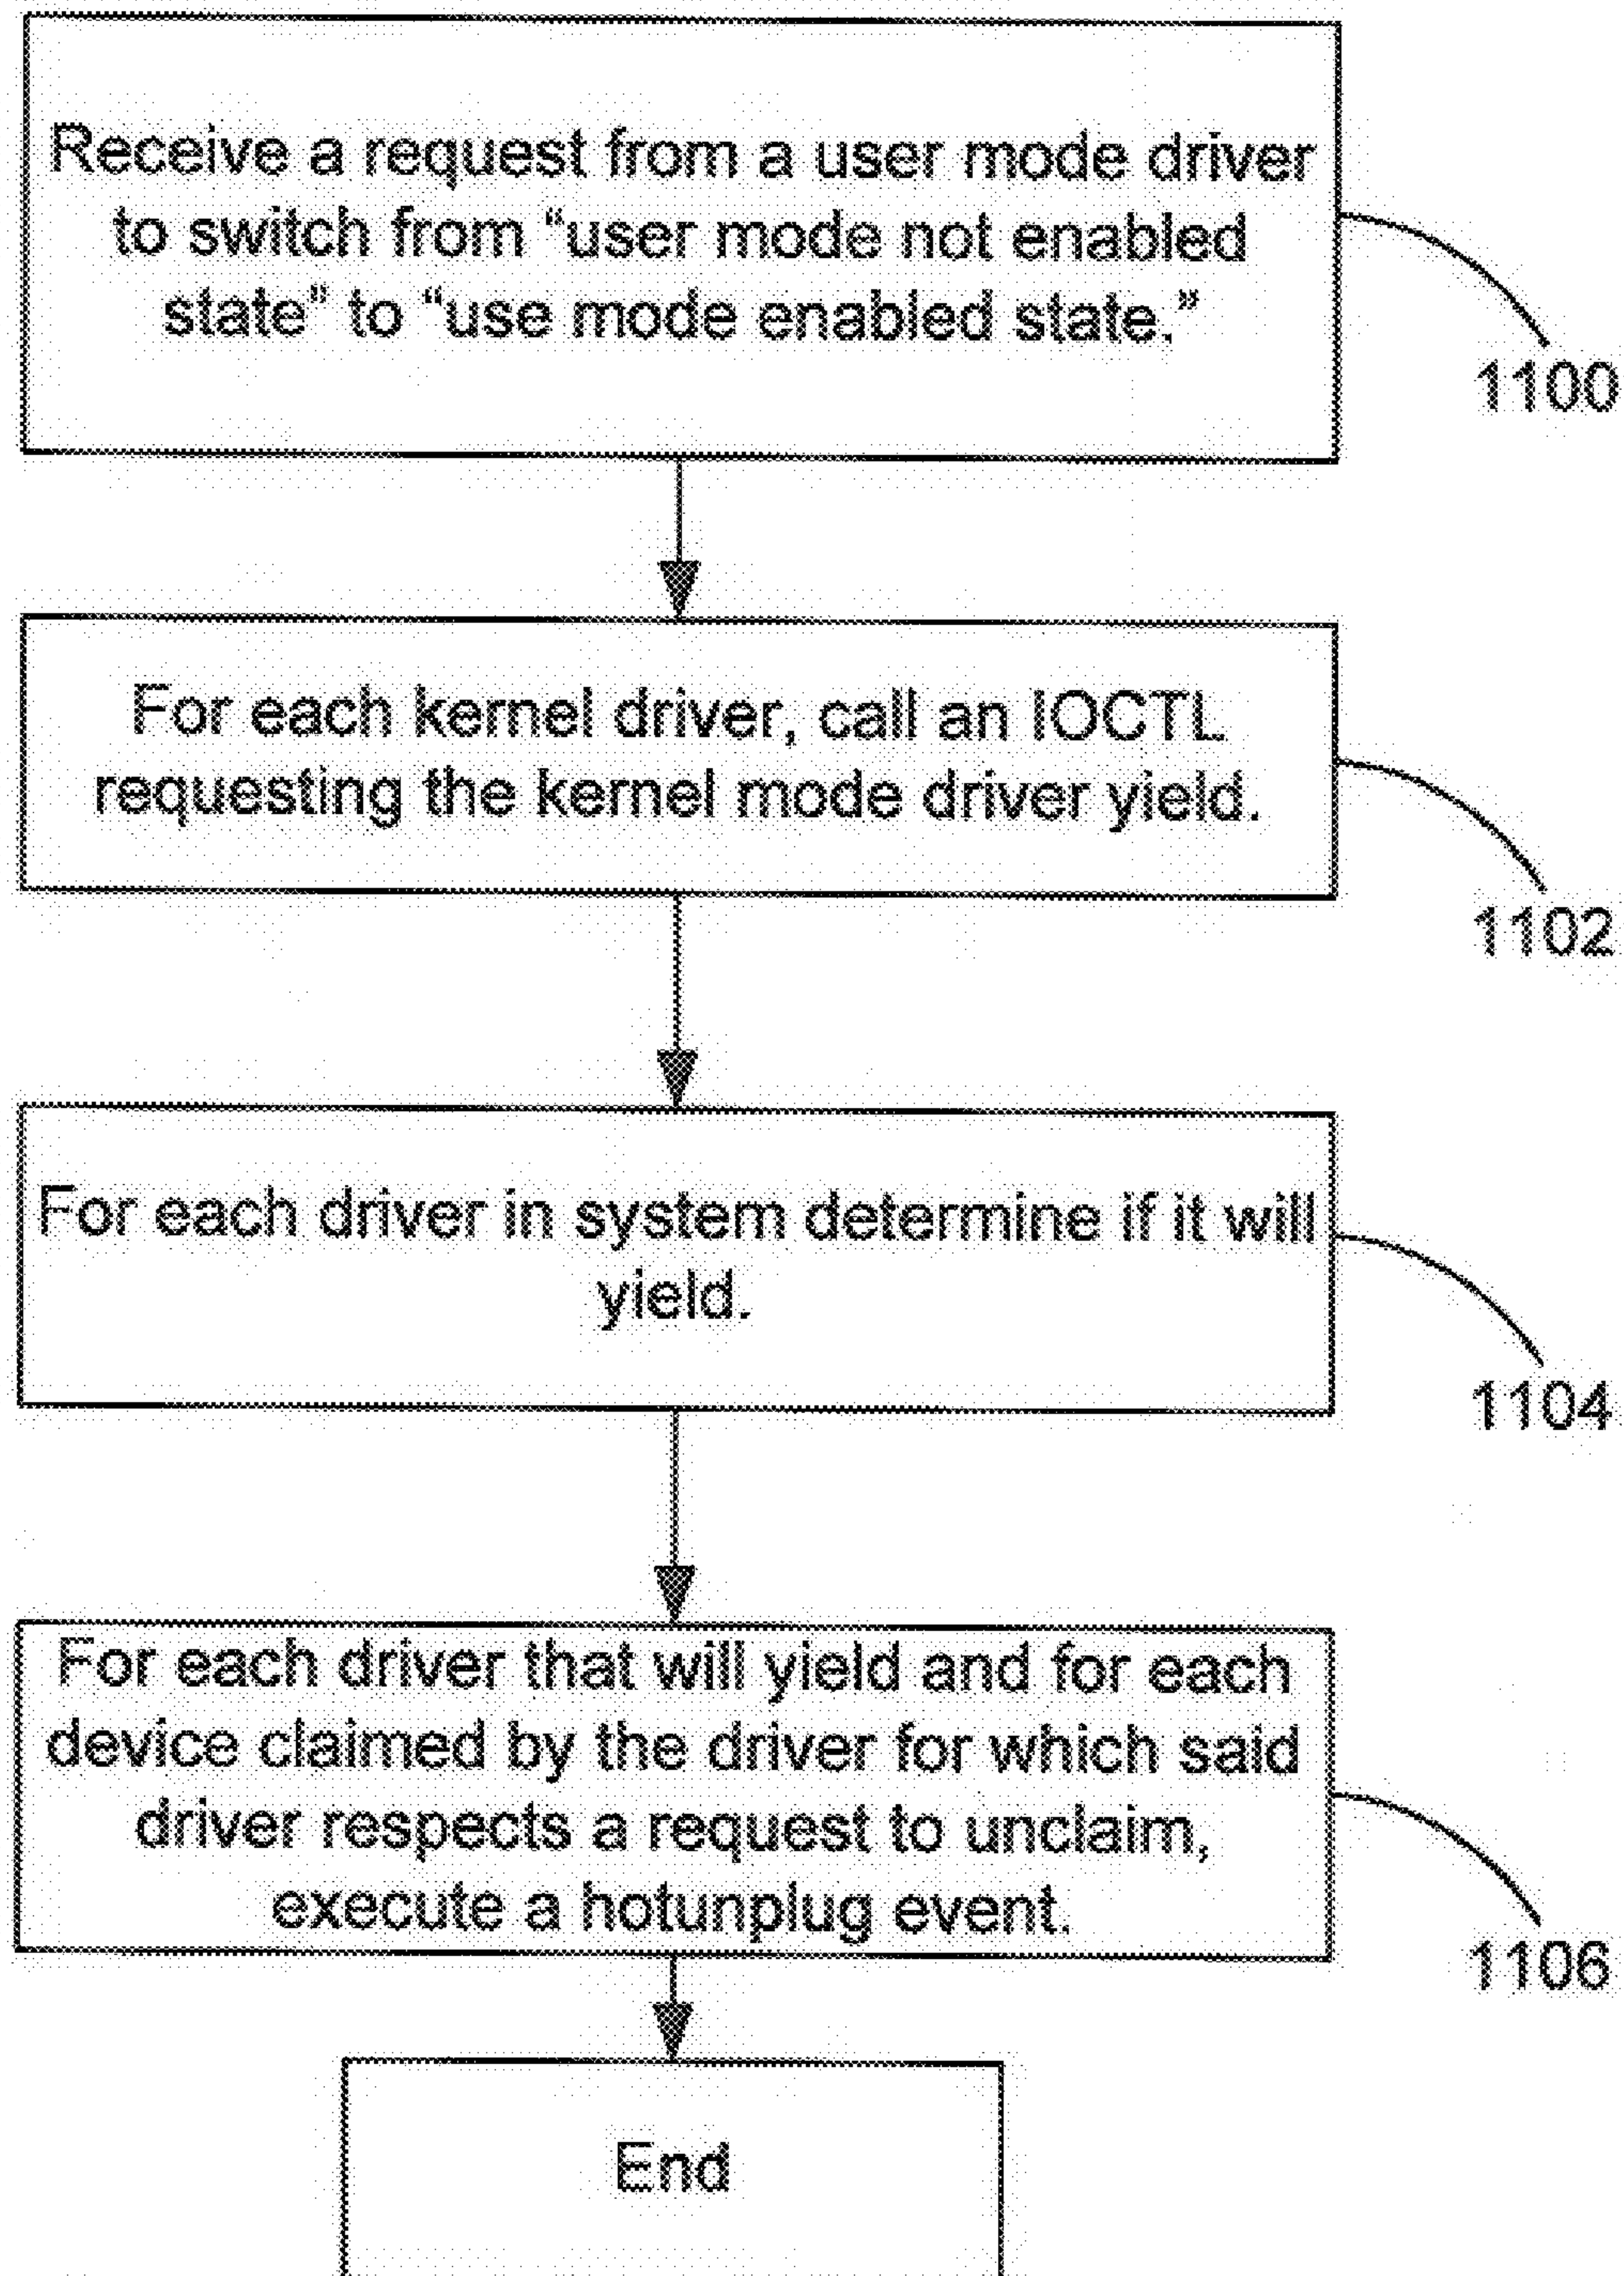 Receive a request from a user mode driver
to switch from “user mode not enabled
state” to “use mode enabled state.”
1100
For each kernel driver, call an IOCTL
requesting the kernel mode driver yield.
1102
For each driver in system determine if it will
yield.
1104
For each driver that will yield and for each
device claimed by the driver for which said
driver respects a request to unclaim,
execute a hotunplug event.
1106
End